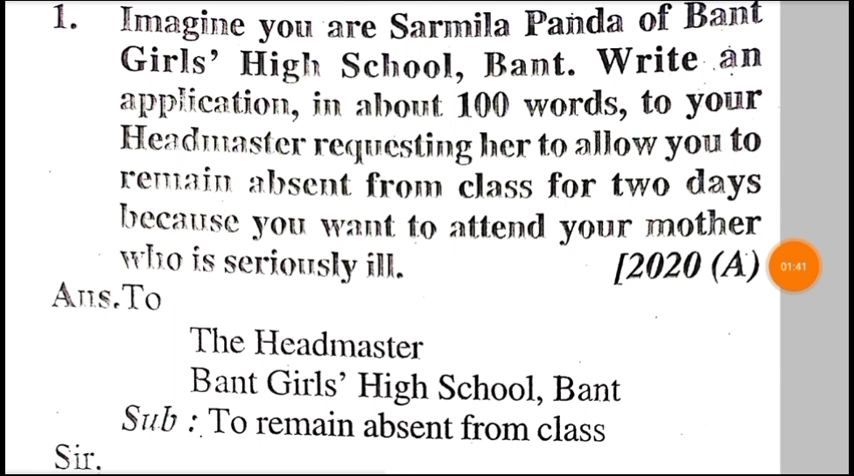 1. Imagine you are Sarmila Panda of Bant
Girls' High School, Bant. Write an
application, in about 100 words, to your
Headmaster requesting her to allow you to
remain absent from class for two days
because you want to attend your mother
who is seriously ill. [2020 (A)
01:41
Ans. To
The Headmaster
Bant Girls' High School, Bant
Sub : To remain absent from class
Sir.